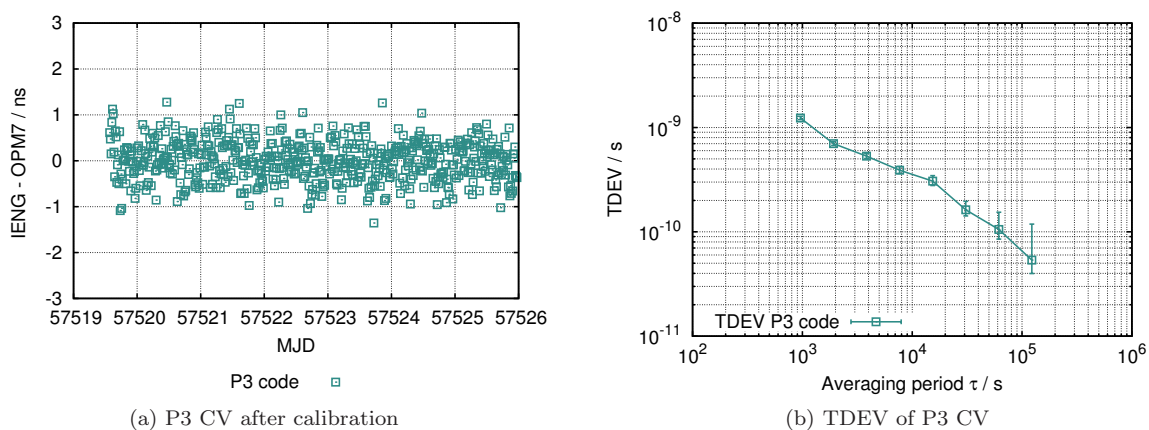 3
2
1
0
-1
-2
-3
IENG - OPM7 / ns
57519 57520 57521 57522 57523 57524 57525 57526
MJD
P3 code
(a) P3 CV after calibration
10^-8
10^-9
10^-10
10^-11
TDEV / s
TDEV P3 code
10^2 10^3 10^4 10^5 10^6
Averaging period τ / s
(b) TDEV of P3 CV